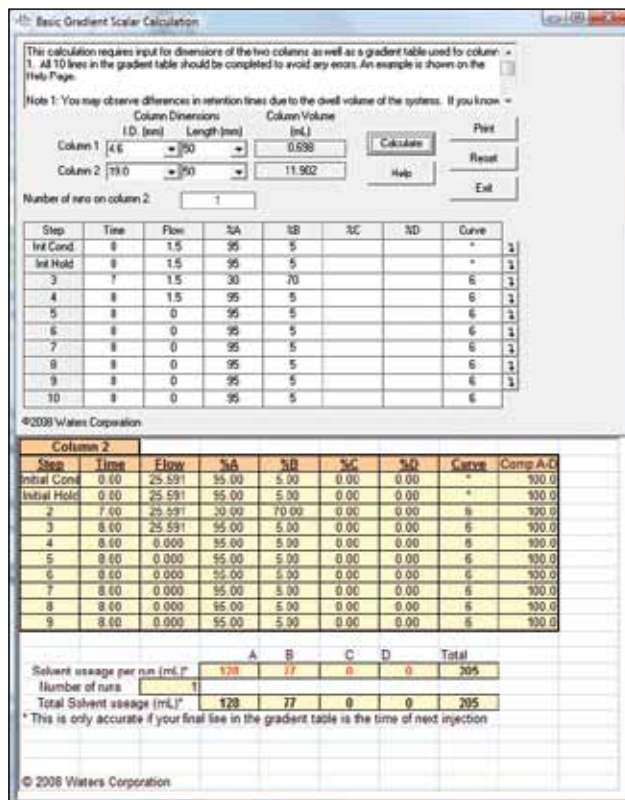 Basic Gradient Scalar Calculation
This calculation requires input for dimensions of the two columns as well as a gradient table used for column
1. All 10 lines in the gradient table should be completed to avoid any errors. An example is shown on the
Help Page.
Note 1: You may observe differences in retention times due to the dwell volume of the systems. If you know
Column Dimensions Column Volume
I.D. (mm) Length (mm) (mL)
Column 1 4.6 50 0.698
Column 2 19.0 50 11.902
Calculate Print
Help Reset
Exit
Number of runs on column 2: 1
Step Time Flow %A %B %C %D Curve
Init Cond 0 1.5 95 5 *
Init Hold 0 1.5 95 5 *
3 7 1.5 30 70 6
4 8 1.5 95 5 6
5 8 0 95 5 6
6 8 0 95 5 6
7 8 0 95 5 6
8 8 0 95 5 6
9 8 0 95 5 6
10 8 0 95 5 6
©2008 Waters Corporation
Column 2
Step Time Flow %A %B %C %D Curve Comp A-D
Initial Cond 0.00 25.591 95.00 5.00 0.00 0.00 * 100.0
Initial Hold 0.00 25.591 95.00 5.00 0.00 0.00 * 100.0
2 7.00 25.591 30.00 70.00 0.00 0.00 6 100.0
3 8.00 25.591 95.00 5.00 0.00 0.00 6 100.0
4 8.00 0.000 95.00 5.00 0.00 0.00 6 100.0
5 8.00 0.000 95.00 5.00 0.00 0.00 6 100.0
6 8.00 0.000 95.00 5.00 0.00 0.00 6 100.0
7 8.00 0.000 95.00 5.00 0.00 0.00 6 100.0
8 8.00 0.000 95.00 5.00 0.00 0.00 6 100.0
9 8.00 0.000 95.00 5.00 0.00 0.00 6 100.0
A B C D Total
Solvent useage per run (mL)* 128 77 0 0 205
Number of runs 1
Total Solvent useage (mL)* 128 77 0 0 205
* This is only accurate if your final line in the gradient table is the time of next injection
© 2008 Waters Corporation